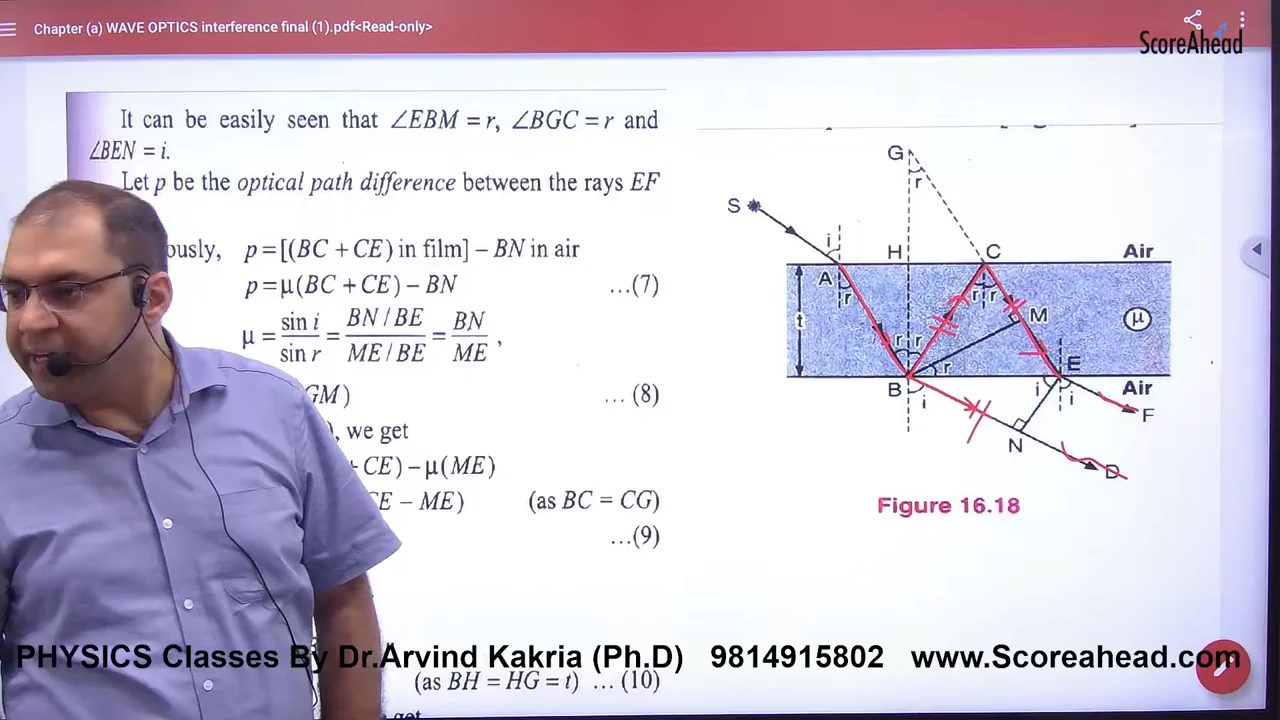 Chapter (a) WAVE OPTICS interference final (1).pdf<Read-only>
ScoreAhead
It can be easily seen that ∠EBM = r, ∠BGC = r and
∠BEN = i.
Let p be the optical path difference between the rays EF
ously, p = [(BC + CE) in film] − BN in air
p = μ(BC + CE) − BN ...(7)
μ = sin i / sin r = BN / BE / ME / BE = BN / ME ,
GM) ... (8)
), we get
+ CE) − μ(ME)
CE − ME) (as BC = CG)
...(9)
(as BH = HG = t) ... (10)
get
G
r
S
i
H
C
Air
A
r
r
r
t
M
μ
r
r
r
E
B
i
i
i
Air
F
N
D
Figure 16.18
PHYSICS Classes By Dr.Arvind Kakria (Ph.D) 9814915802 www.Scoreahead.com